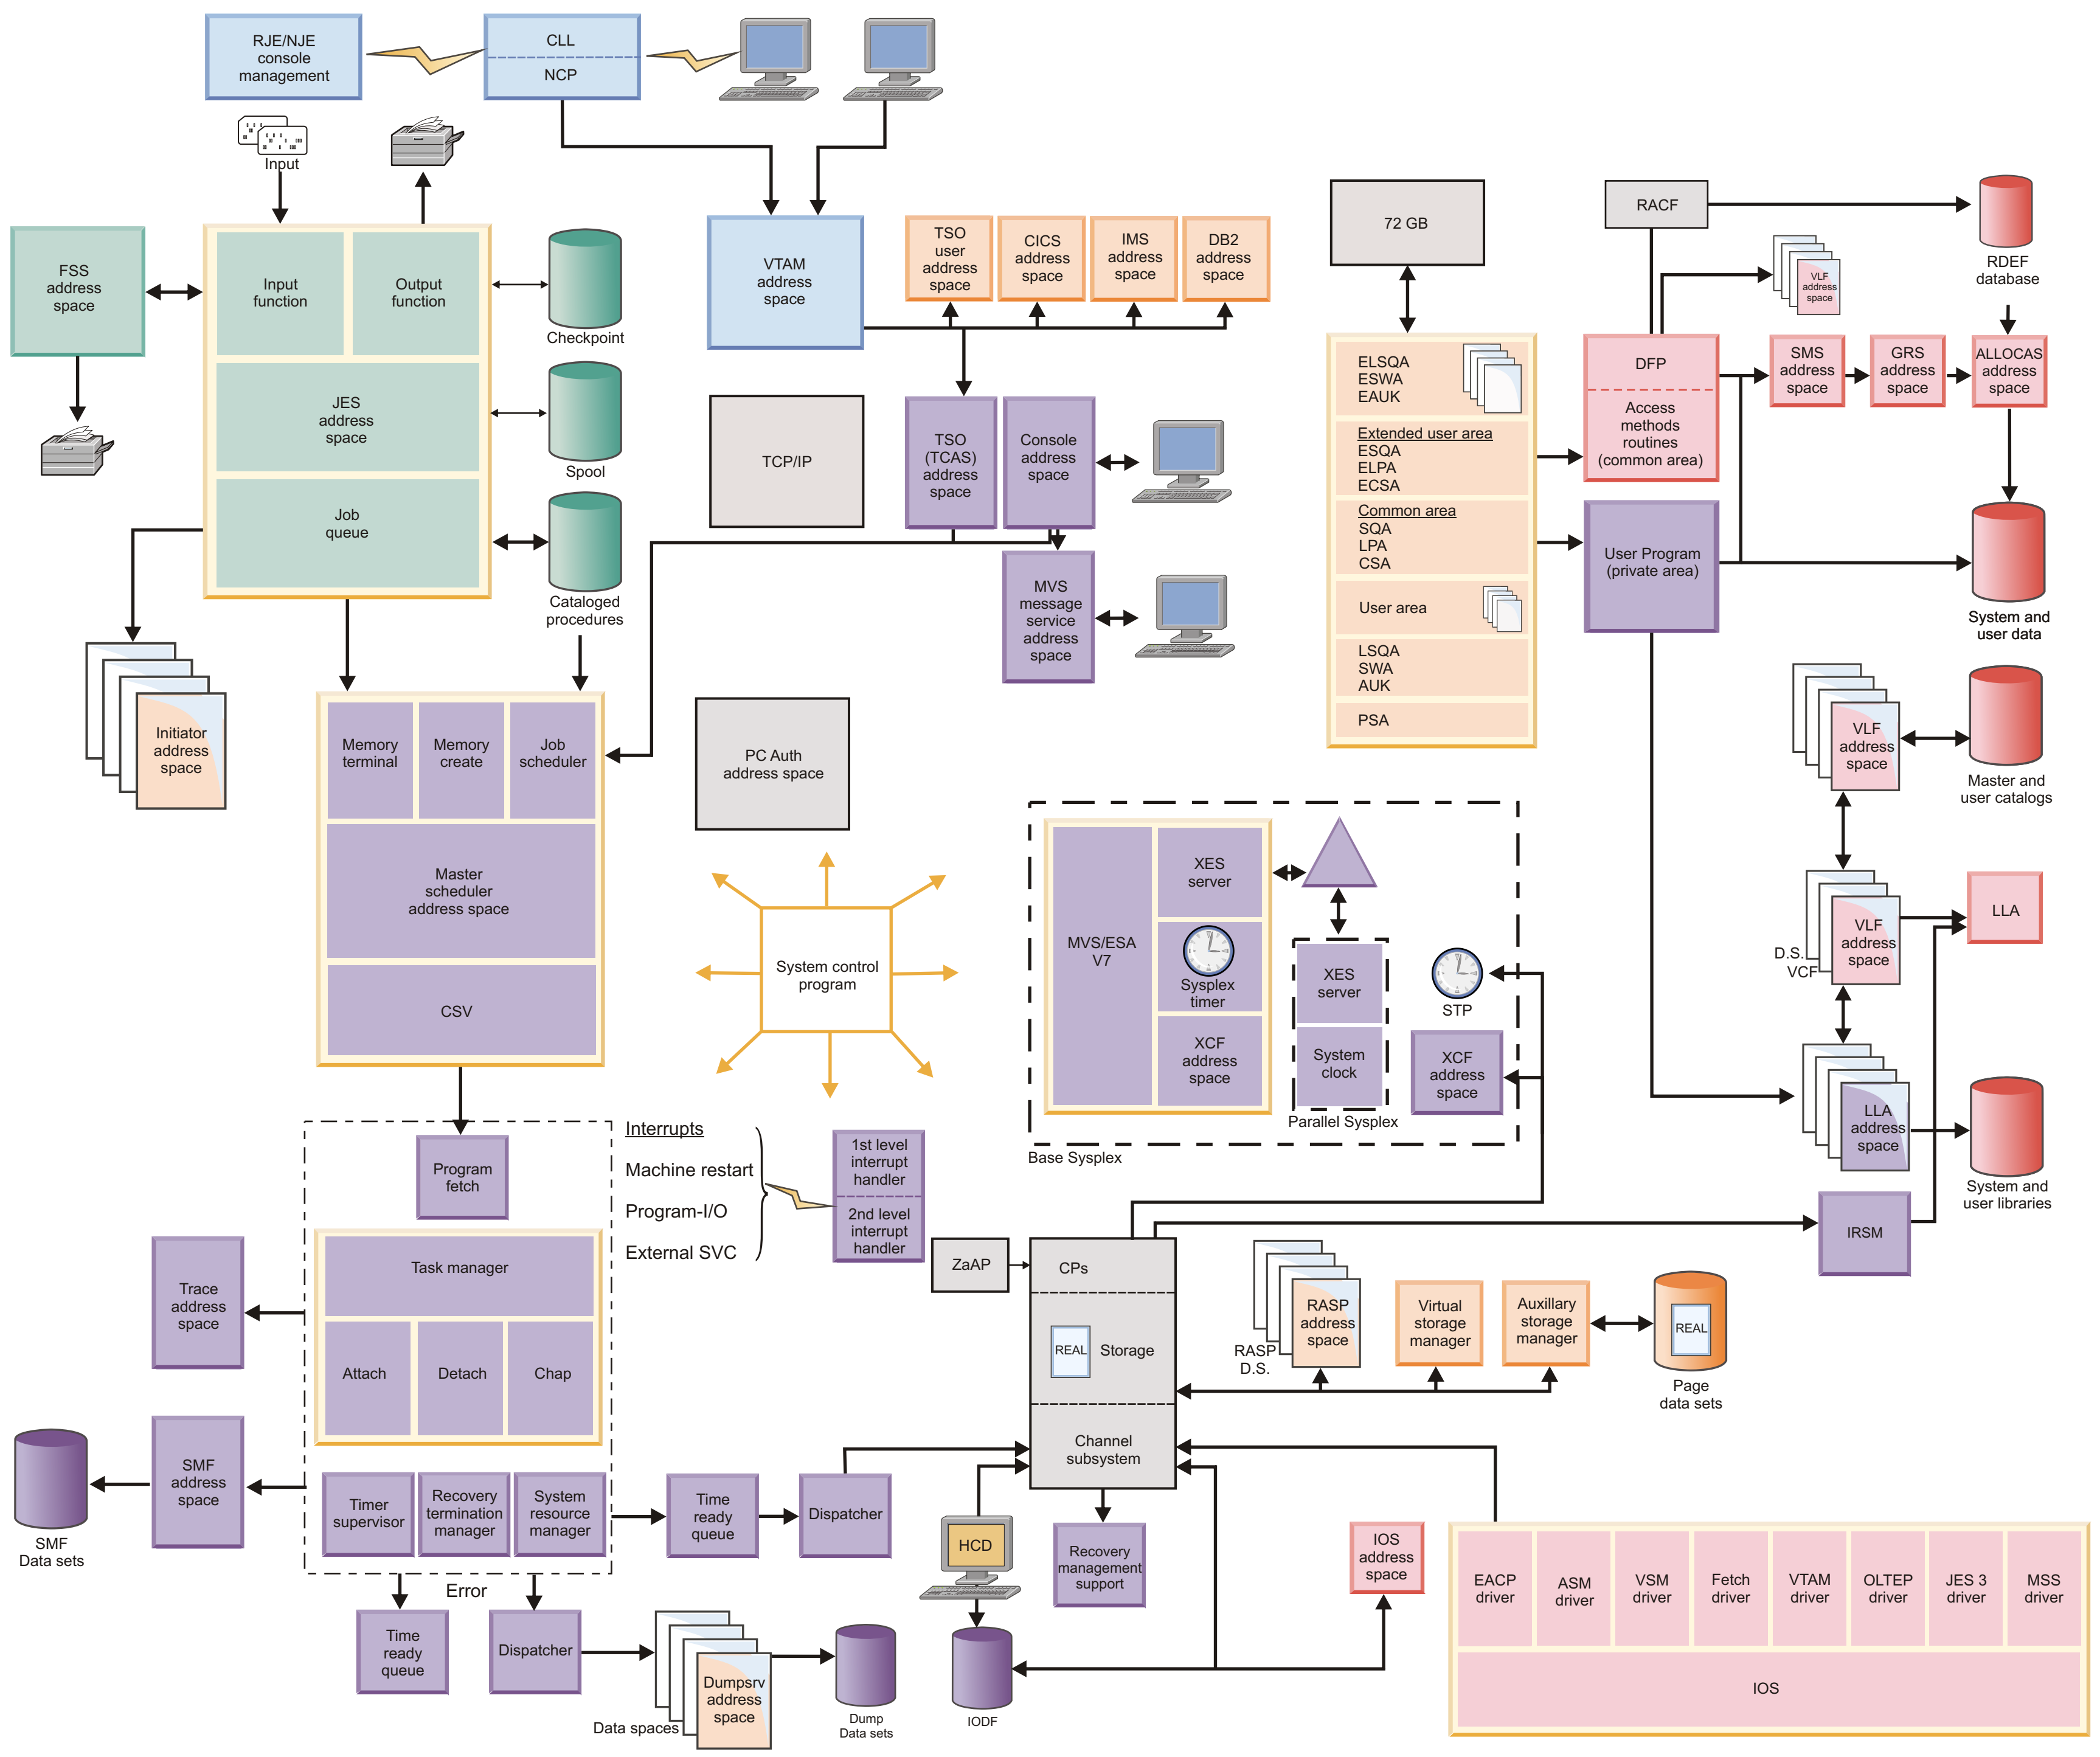 RJE/NJE
console
management
CLL
NCP
Input
FSS
address
space
Input
function
Output
function
JES
address
space
Job
queue
Checkpoint
Spool
Cataloged
procedures
Initiator
address
space
VTAM
address
space
TSO
user
address
space
CICS
address
space
IMS
address
space
DB2
address
space
TCP/IP
TSO
(TCAS)
address
space
Console
address
space
MVS
message
service
address
space
72 GB
ELSQA
ESWA
EAUK
Extended user area
ESQA
ELPA
ECSA
Common area
SQA
LPA
CSA
User area
LSQA
SWA
AUK
PSA
RACF
RDEF
database
VLF
address
space
DFP
Access
methods
routines
(common area)
SMS
address
space
GRS
address
space
ALLOCAS
address
space
User Program
(private area)
System and
user data
VLF
address
space
Master and
user catalogs
D.S.
VCF
VLF
address
space
LLA
LLA
address
space
System and
user libraries
IRSM
Memory
terminal
Memory
create
Job
scheduler
Master
scheduler
address space
CSV
PC Auth
address space
System control
program
MVS/ESA
V7
XES
server
Sysplex
timer
XCF
address
space
XES
server
System
clock
Parallel Sysplex
STP
XCF
address
space
Base Sysplex
Program
fetch
Interrupts
Machine restart
Program-I/O
External SVC
1st level
interrupt
handler
2nd level
interrupt
handler
Trace
address
space
Task manager
Attach
Detach
Chap
SMF
Data sets
SMF
address
space
Timer
supervisor
Recovery
termination
manager
System
resource
manager
Time
ready
queue
Dispatcher
Error
Time
ready
queue
Dispatcher
Data spaces
Dumpsrv
address
space
Dump
Data sets
ZaAP
CPs
REAL
Storage
Channel
subsystem
RASP
D.S.
RASP
address
space
Virtual
storage
manager
Auxillary
storage
manager
REAL
Page
data sets
HCD
IODF
Recovery
management
support
IOS
address
space
EACP
driver
ASM
driver
VSM
driver
Fetch
driver
VTAM
driver
OLTEP
driver
JES 3
driver
MSS
driver
IOS